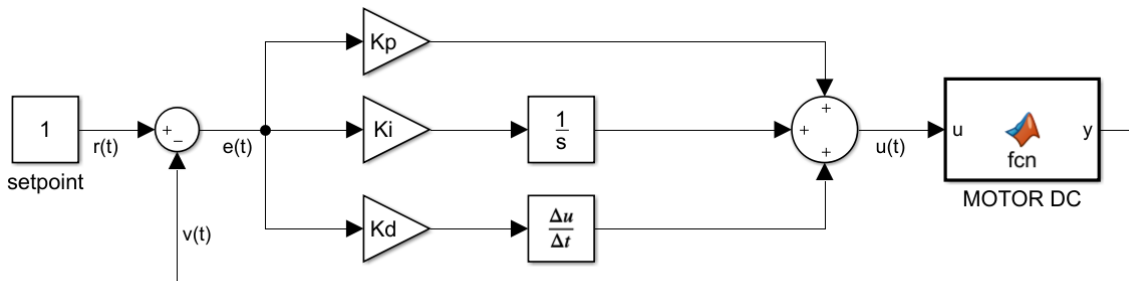 Kp
1
+
−
Ki
1
s
+
+
+
u
fcn
y
r(t)
e(t)
u(t)
setpoint
MOTOR DC
Kd
Δu
Δt
v(t)